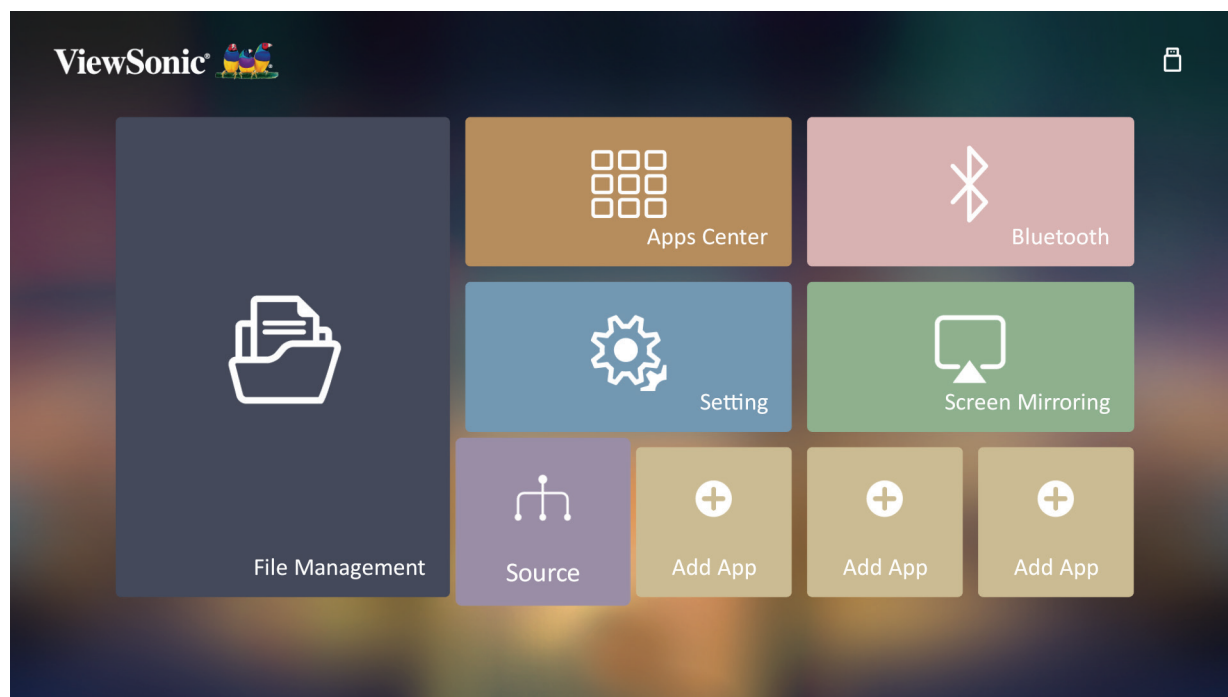 ViewSonic®
Apps Center
Bluetooth
Setting
Screen Mirroring
File Management
Source
Add App
Add App
Add App